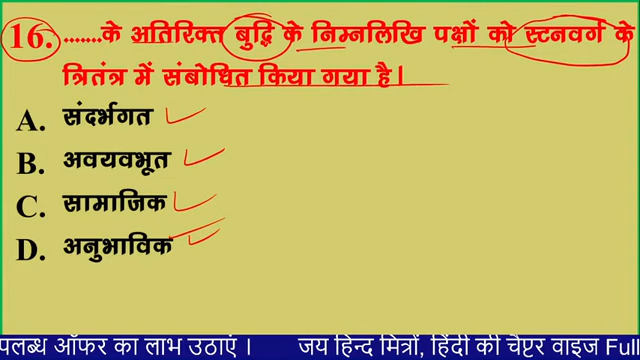 16. .......के अतिरिक्त बुद्धि के निम्नलिखि पक्षों को स्टनवर्ग के
त्रितंत्र में संबोधित किया गया है।
A. संदर्भगत
B. अवयवभूत
C. सामाजिक
D. अनुभाविक
पलब्ध ऑफर का लाभ उठाएं । जय हिन्द मित्रों, हिंदी की चैप्टर वाइज Full